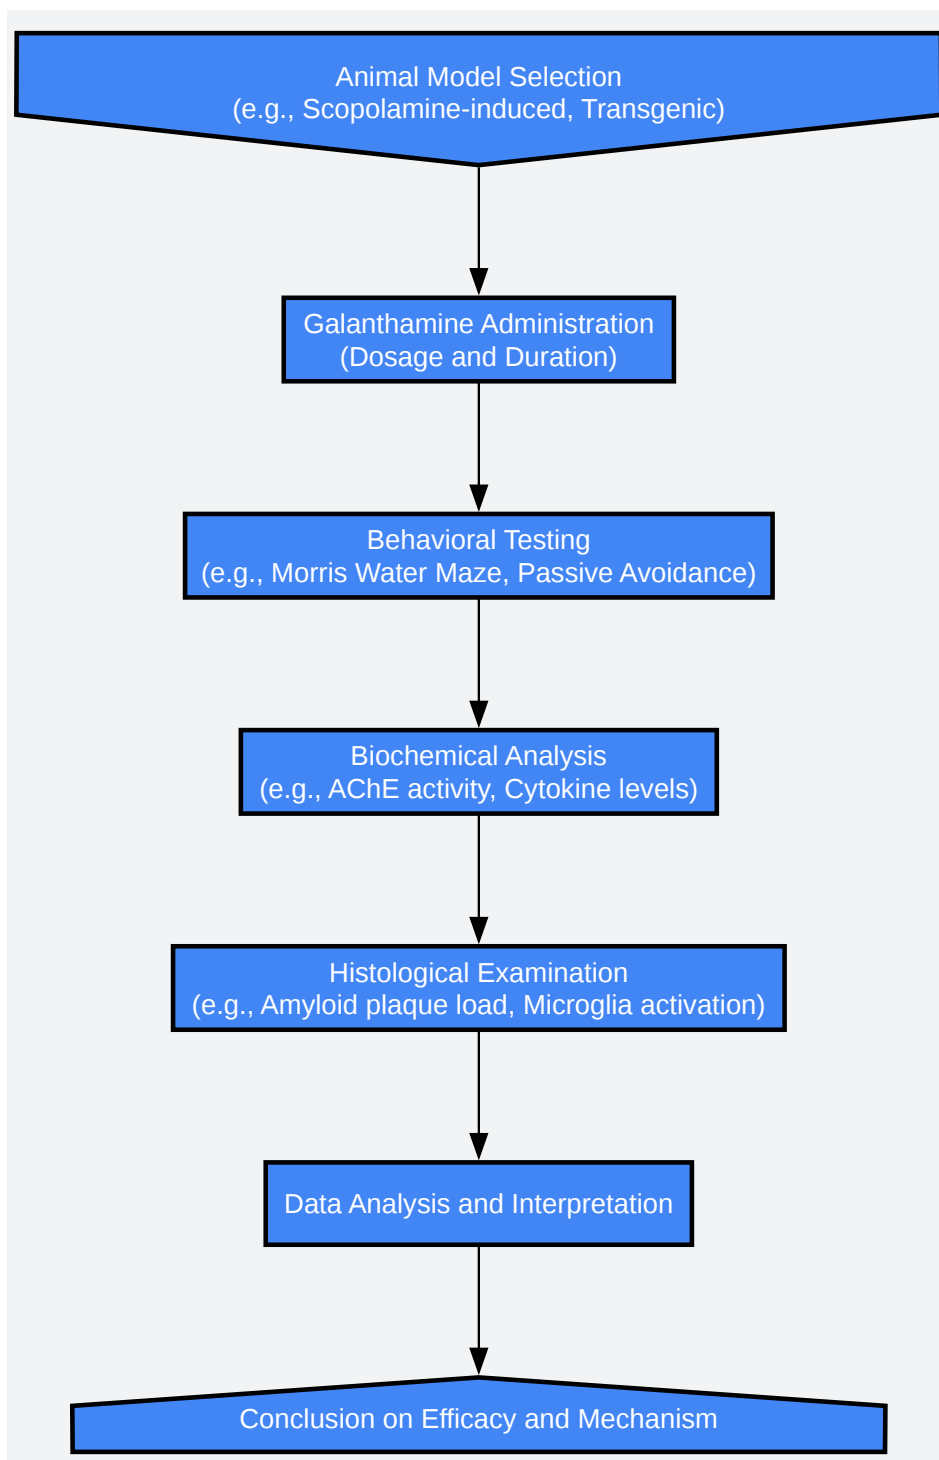 Animal Model Selection
(e.g., Scopolamine-induced, Transgenic)
Galanthamine Administration
(Dosage and Duration)
Behavioral Testing
(e.g., Morris Water Maze, Passive Avoidance)
Biochemical Analysis
(e.g., AChE activity, Cytokine levels)
Histological Examination
(e.g., Amyloid plaque load, Microglia activation)
Data Analysis and Interpretation
Conclusion on Efficacy and Mechanism